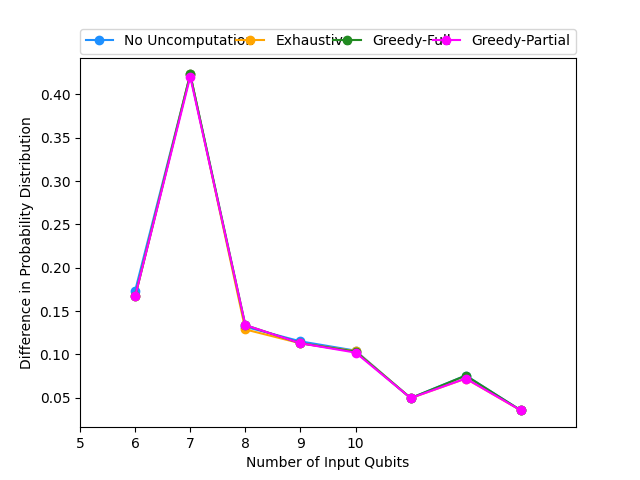 No Uncomputation Exhaustive Greedy-Full Greedy-Partial
Difference in Probability Distribution
0.40
0.35
0.30
0.25
0.20
0.15
0.10
0.05
5 6 7 8 9 10
Number of Input Qubits